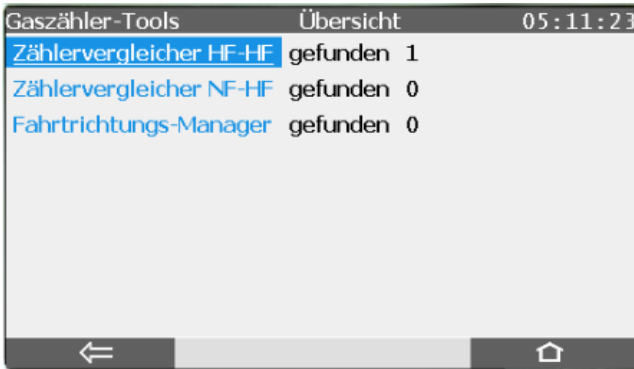 Gaszähler-Tools Übersicht 05:11:23
Zählervergleicher HF-HF gefunden 1
Zählervergleicher NF-HF gefunden 0
Fahrtrichtungs-Manager gefunden 0